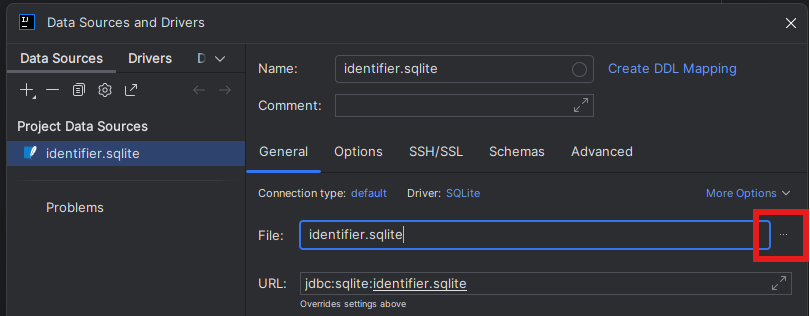 Data Sources and Drivers
Data Sources Drivers D
Project Data Sources
identifier.sqlite
Problems
Name: identifier.sqlite Create DDL Mapping
Comment:
General Options SSH/SSL Schemas Advanced
Connection type: default Driver: SQLite More Options
File: identifier.sqlite ...
URL: jdbc:sqlite:identifier.sqlite
Overrides settings above